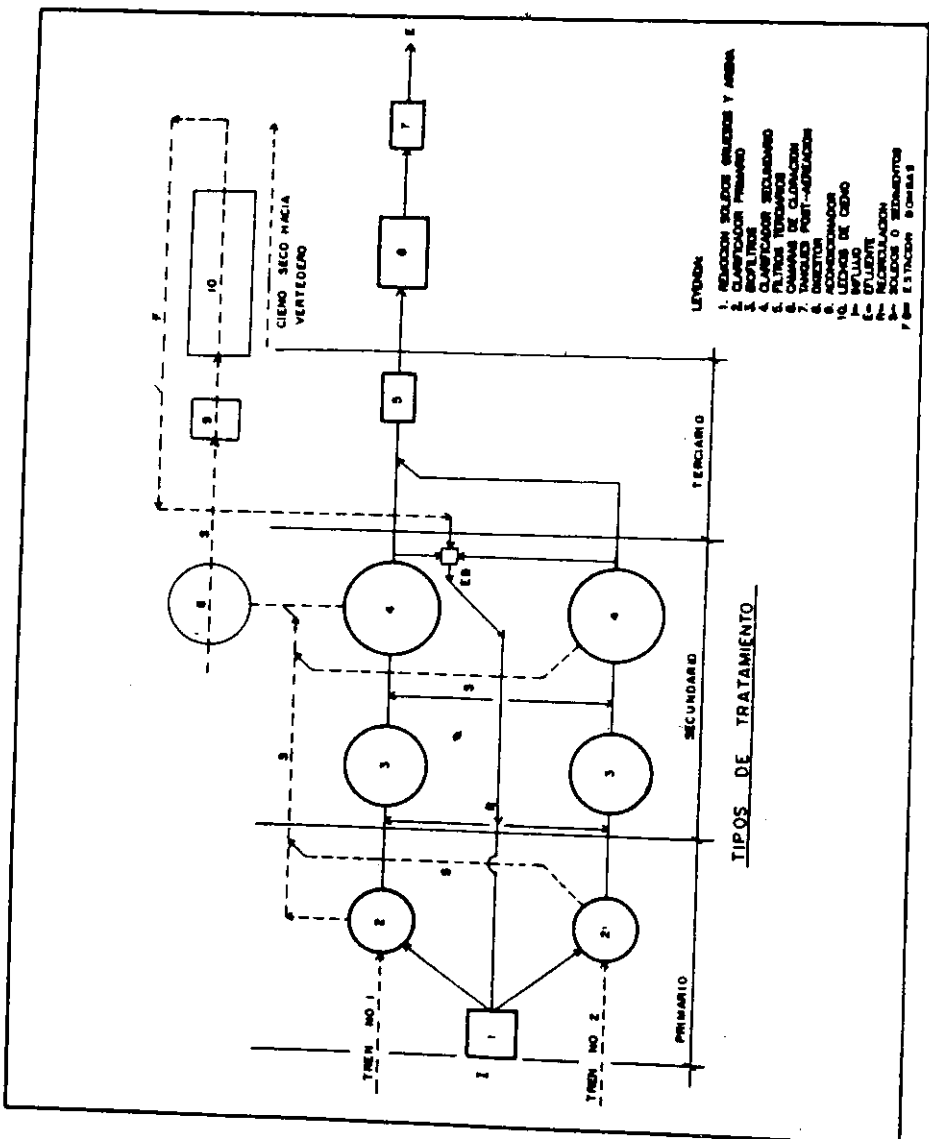 TREN NO 1
TREN NO 2
I
1
2
2
3
3
4
4
5
6
7
E
8
9
10
S
S
S
S
R
R
EB
CIENO SECO HACIA
VERTEDERO
PRIMARIO
SECUNDARIO
TERCIARIO
TIPOS DE TRATAMIENTO
LEYENDA:
1. REMOCION SOLIDOS GRUESOS Y ARENA
2. CLARIFICADOR PRIMARIO
3. BIOFILTROS
4. CLARIFICADOR SECUNDARIO
5. FILTROS TERCIARIOS
6. CAMARAS DE CLORACION
7. TANQUES POST-AEREACION
8. DIGESTOR
9. ACONDICIONADOR
10. LECHOS DE CIENO
I= INFLUJO
E= EFLUENTE
R= RECIRCULACION
S= SOLIDOS O SEDIMENTOS
ESTACION BOMBAS